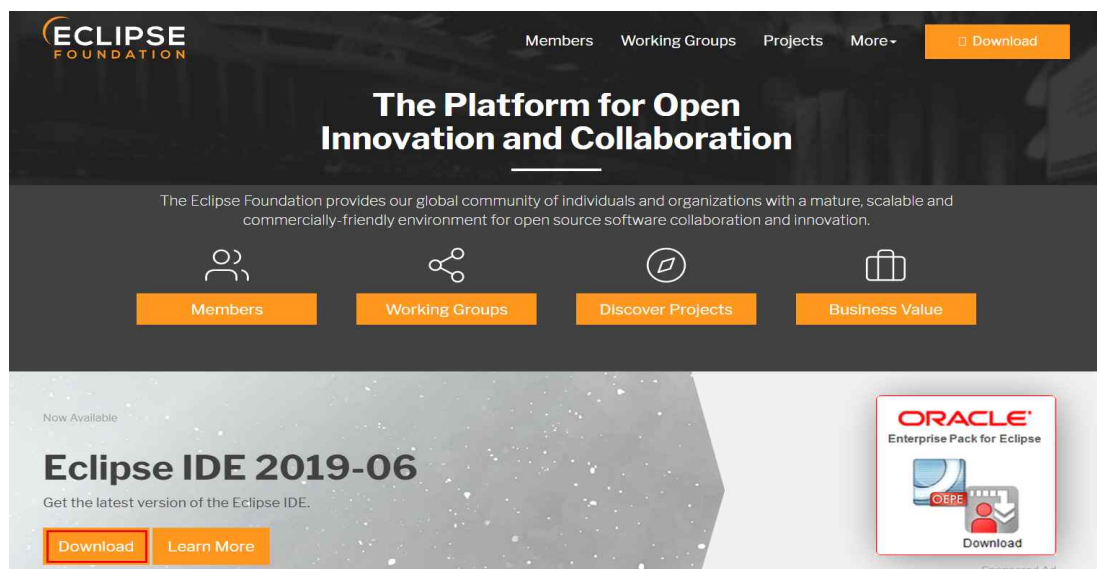 ECLIPSE
FOUNDATION
Members Working Groups Projects More Download
The Platform for Open
Innovation and Collaboration
The Eclipse Foundation provides our global community of individuals and organizations with a mature, scalable and
commercially-friendly environment for open source software collaboration and innovation.
Members Working Groups Discover Projects Business Value
Now Available
Eclipse IDE 2019-06
Get the latest version of the Eclipse IDE.
Download Learn More
ORACLE
Enterprise Pack for Eclipse
OEPE
Download
Sponsored Ad